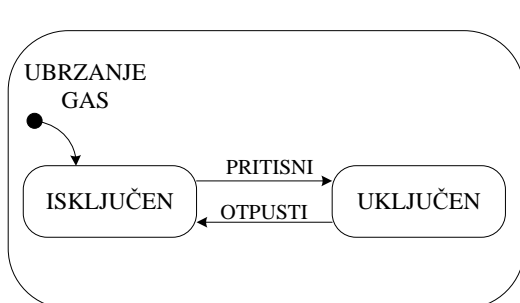 UBRZANJE
GAS
PRITISNI
ISKLJUČEN
UKLJUČEN
OTPUSTI